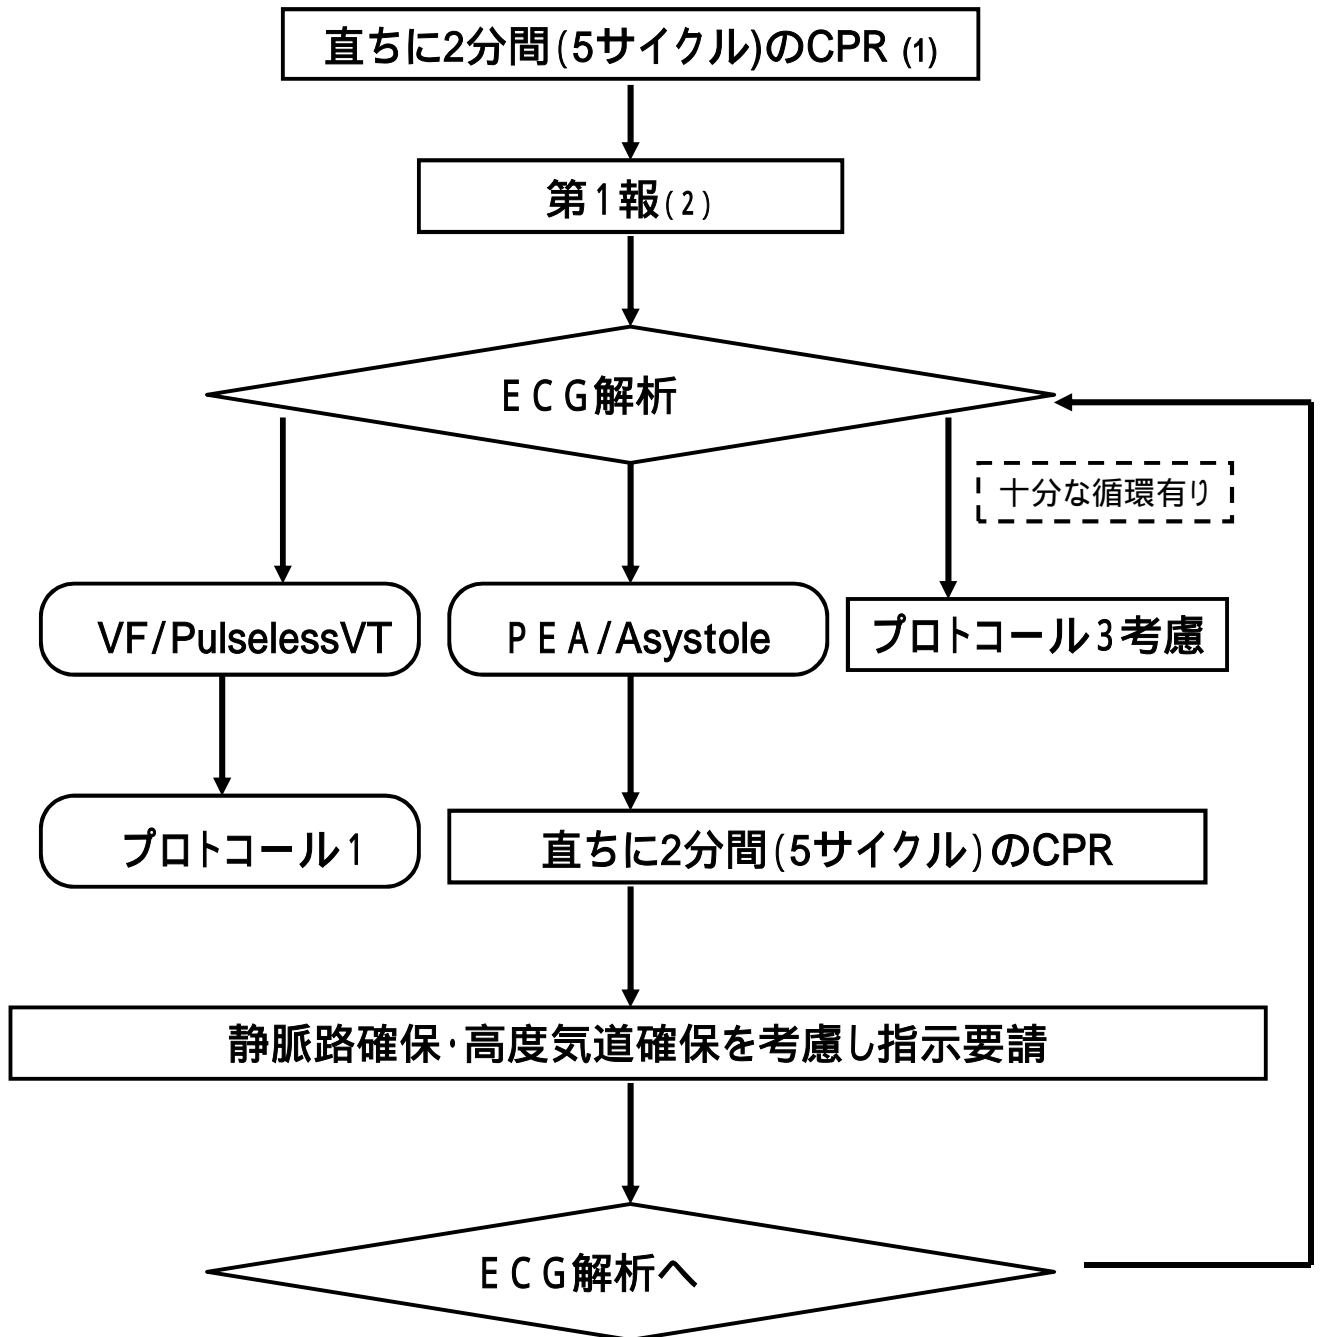 直ちに2分間(5サイクル)のCPR (1)
第1報(2)
ECG解析
十分な循環有り
VF/PulselessVT
PEA/Asystole
プロトコール3考慮
プロトコール1
直ちに2分間(5サイクル)のCPR
静脈路確保・高度気道確保を考慮し指示要請
ECG解析へ